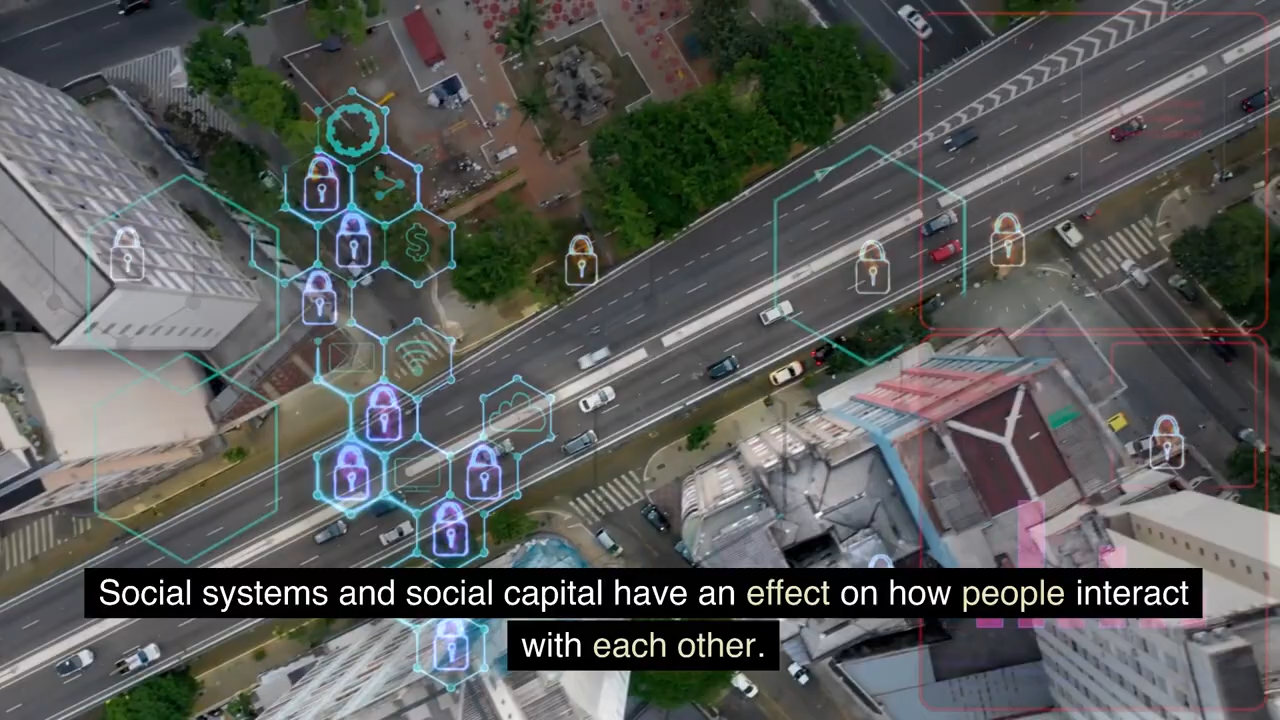 Social systems and social capital have an effect on how people interact
with each other.